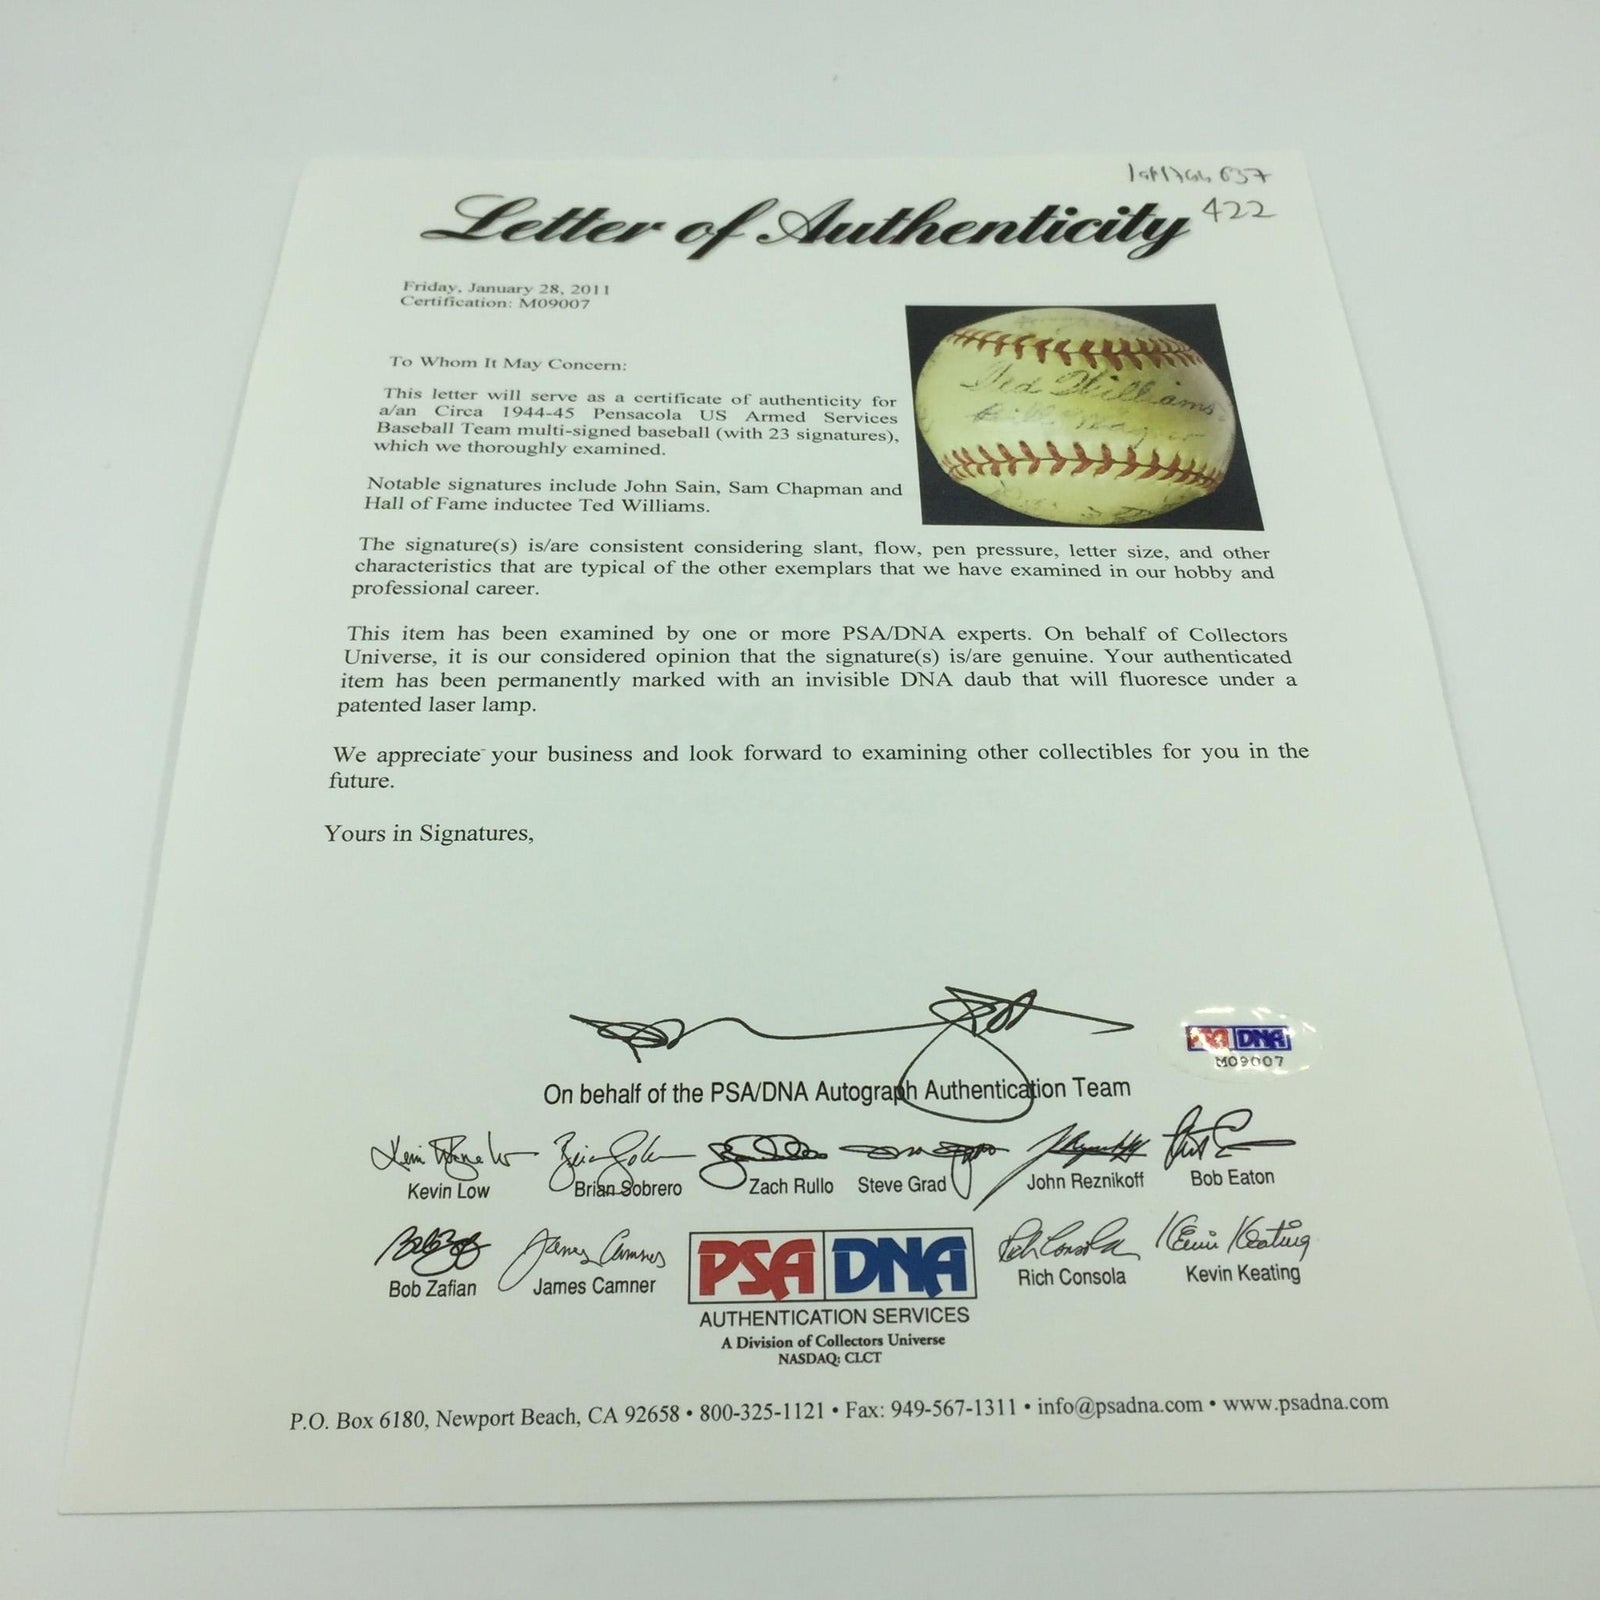 422
Letter of Authenticity
Friday, January 28, 2011
Certification: M09007
To Whom It May Concern:
This letter will serve as a certificate of authenticity for
a/an Circa 1944-45 Pensacola US Armed Services
Baseball Team multi-signed baseball (with 23 signatures),
which we thoroughly examined.
Ted Williams
Notable signatures include John Sain, Sam Chapman and
Hall of Fame inductee Ted Williams.
The signature(s) is/are consistent considering slant, flow, pen pressure, letter size, and other
characteristics that are typical of the other exemplars that we have examined in our hobby and
professional career.
This item has been examined by one or more PSA/DNA experts. On behalf of Collectors
Universe, it is our considered opinion that the signature(s) is/are genuine. Your authenticated
item has been permanently marked with an invisible DNA daub that will fluoresce under a
patented laser lamp.
We appreciate your business and look forward to examining other collectibles for you in the
future.
Yours in Signatures,
PSA DNA
M09007
On behalf of the PSA/DNA Autograph Authentication Team
Kevin Low Brian Sobrero Zach Rullo Steve Grad John Reznikoff Bob Eaton
James Camner Rich Consola Kevin Keating
Bob Zafian James Camner PSA DNA Rich Consola Kevin Keating
AUTHENTICATION SERVICES
A Division of Collectors Universe
NASDAQ: CLCT
P.O. Box 6180, Newport Beach, CA 92658 • 800-325-1121 • Fax: 949-567-1311 • info@psadna.com • www.psadna.com